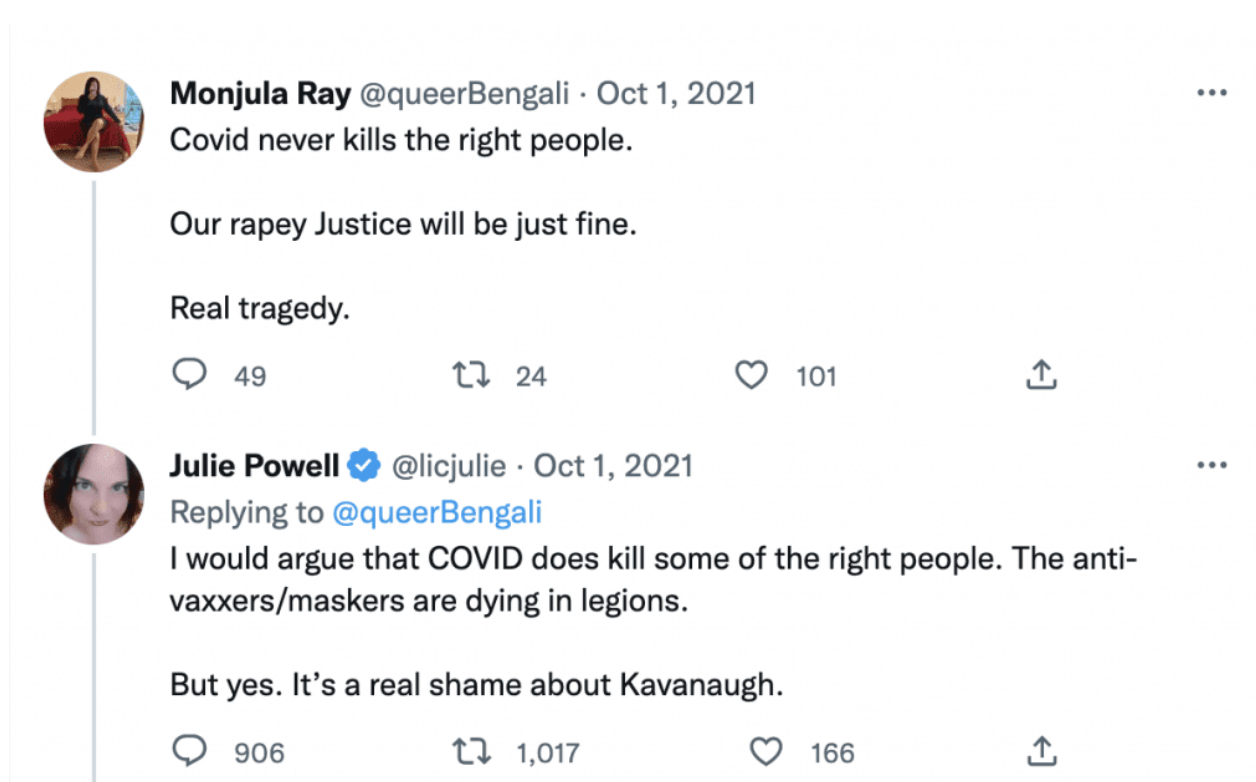 Monjula Ray @queerBengali · Oct 1, 2021
Covid never kills the right people.
Our rapey Justice will be just fine.
Real tragedy.
49 24 101
Julie Powell @licjulie · Oct 1, 2021
Replying to @queerBengali
I would argue that COVID does kill some of the right people. The anti-
vaxxers/maskers are dying in legions.
But yes. It’s a real shame about Kavanaugh.
906 1,017 166